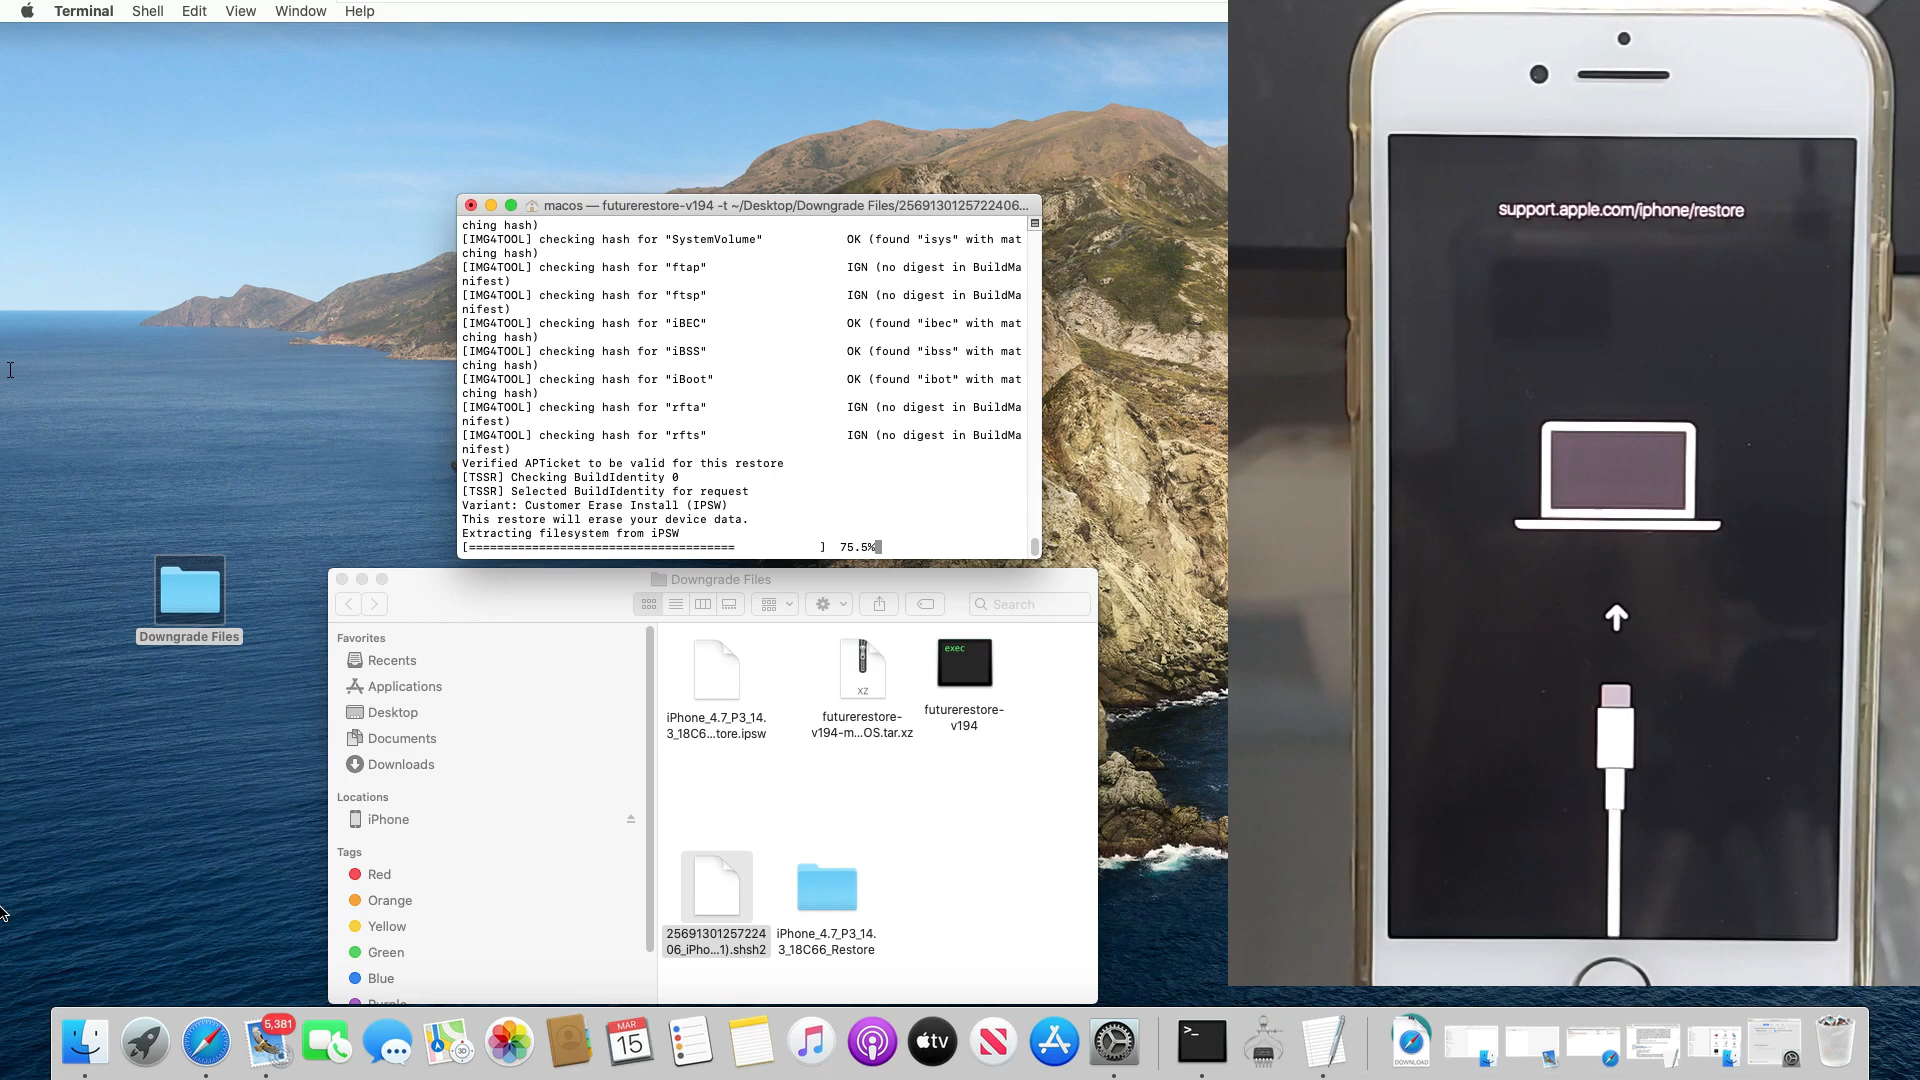 Terminal Shell Edit View Window Help
macos — futurerestore-v194 -t ~/Desktop/Downgrade Files/2569130125722406...
ching hash)
[IMG4TOOL] checking hash for "SystemVolume" OK (found "isys" with mat
ching hash)
[IMG4TOOL] checking hash for "ftap" IGN (no digest in BuildMa
nifest)
[IMG4TOOL] checking hash for "ftsp" IGN (no digest in BuildMa
nifest)
[IMG4TOOL] checking hash for "iBEC" OK (found "ibec" with mat
ching hash)
[IMG4TOOL] checking hash for "iBSS" OK (found "ibss" with mat
ching hash)
[IMG4TOOL] checking hash for "iBoot" OK (found "ibot" with mat
ching hash)
[IMG4TOOL] checking hash for "rfta" IGN (no digest in BuildMa
nifest)
[IMG4TOOL] checking hash for "rfts" IGN (no digest in BuildMa
nifest)
Verified APTicket to be valid for this restore
[TSSR] Checking BuildIdentity 0
[TSSR] Selected BuildIdentity for request
Variant: Customer Erase Install (IPSW)
This restore will erase your device data.
Extracting filesystem from iPSW
[====================================== ] 75.5%
Downgrade Files
Downgrade Files
Search
Favorites
Recents
Applications
Desktop
Documents
Downloads
Locations
iPhone
Tags
Red
Orange
Yellow
Green
Blue
iPhone_4.7_P3_14.
3_18C6...tore.ipsw
XZ
futurerestore-
v194-m...OS.tar.xz
exec
futurerestore-
v194
25691301257224
06_iPho...1).shsh2
iPhone_4.7_P3_14.
3_18C66_Restore
support.apple.com/iphone/restore
5,381
3D
MAR
15
tv
>_
DOWNLOAD